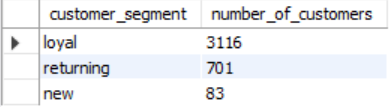 customer_segment number_of_customers
loyal 3116
returning 701
new 83